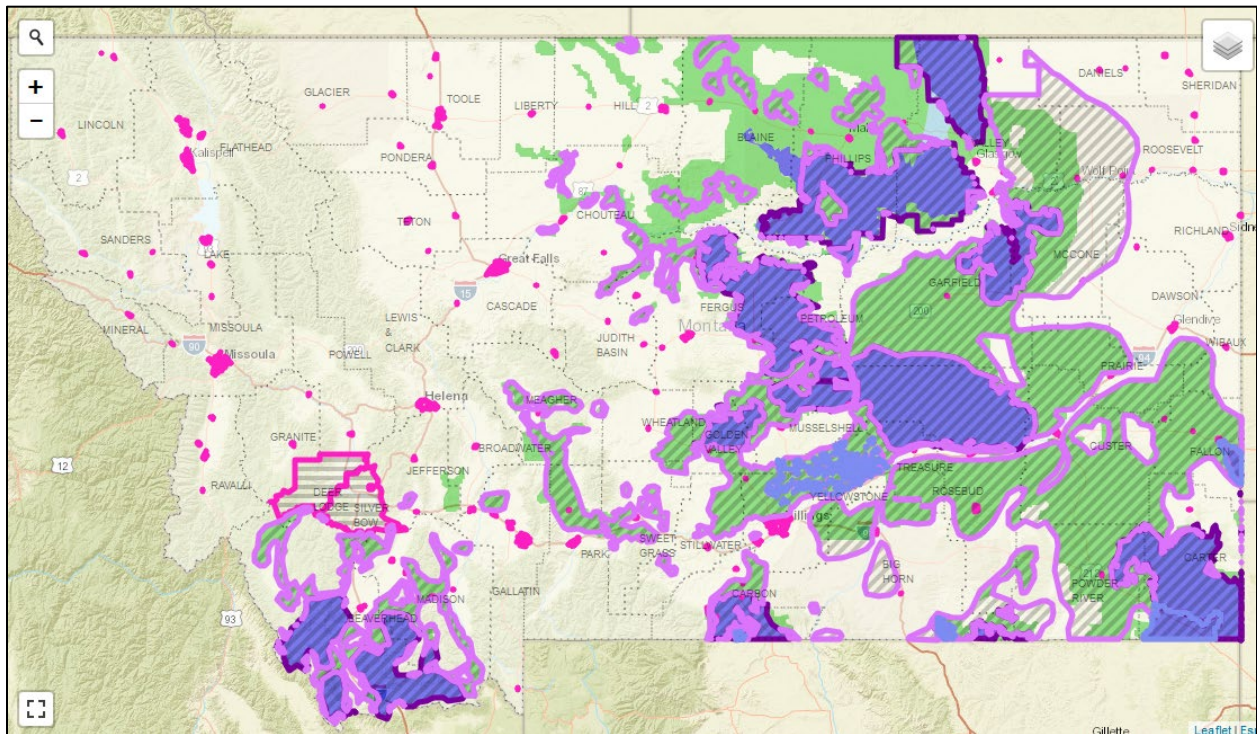 +
−
GLACIER
TOOLE
LIBERTY
HILL
2
DANIELS
SHERIDAN
LINCOLN
FLATHEAD
Kalispell
2
PONDERA
BLAINE
PHILLIPS
Glasgow
ROOSEVELT
Wolf Point
87
CHOUTEAU
TETON
SANDERS
LAKE
RICHLAND
MCCONE
Great Falls
15
CASCADE
GARFIELD
200
DAWSON
Glendive
WIBAUX
FERGUS
PETROLEUM
MINERAL
MISSOULA
90
Missoula
LEWIS
&
CLARK
POWELL
JUDITH
BASIN
94
PRAIRIE
Helena
MEAGHER
WHEATLAND
GOLDEN
VALLEY
MUSSELSHELL
GRANITE
BROADWATER
CUSTER
FALLON
12
RAVALLI
JEFFERSON
DEER
LODGE
SILVER
BOW
TREASURE
ROSEBUD
YELLOWSTONE
SWEET
GRASS
STILLWATER
PARK
BIG
HORN
CARTER
212
POWDER
RIVER
93
MADISON
GALLATIN
CARBON
BEAVERHEAD
Gillette
Leaflet | Es